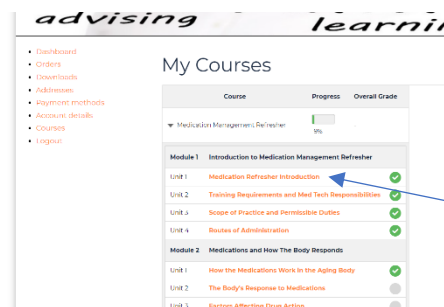 advising learnin
Dashboard
Orders
Downloads
Addresses
Payment methods
Account details
Courses
Logout
My Courses
Course Progress Overall Grade
Medication Management Refresher
9%
Module 1 Introduction to Medication Management Refresher
Unit 1 Medication Refresher Introduction
Unit 2 Training Requirements and Med Tech Responsibilities
Unit 3 Scope of Practice and Permissible Duties
Unit 4 Routes of Administration
Module 2 Medications and How The Body Responds
Unit 1 How the Medications Work in the Aging Body
Unit 2 The Body's Response to Medications
Unit 3 Factors Affecting Drug Action